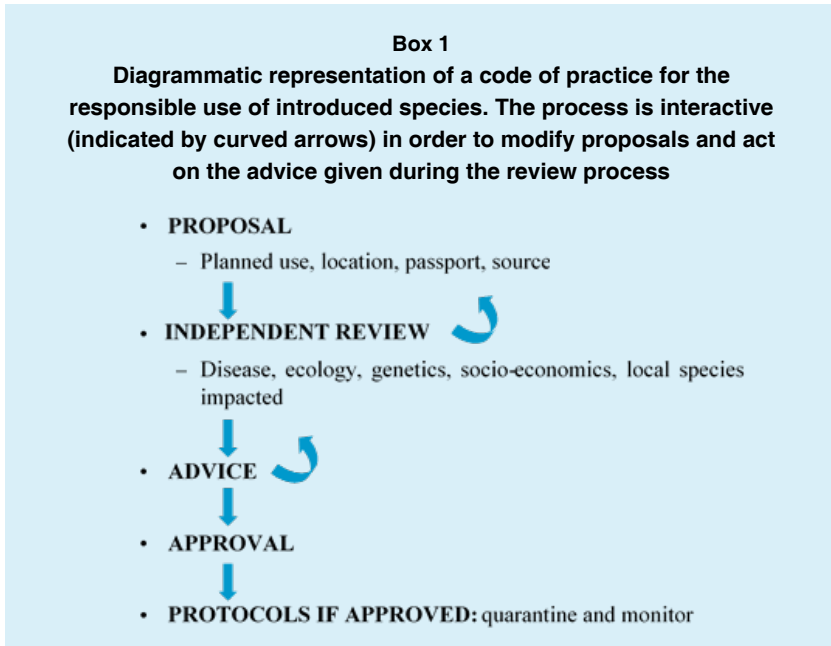 Box 1
Diagrammatic representation of a code of practice for the
responsible use of introduced species. The process is interactive
(indicated by curved arrows) in order to modify proposals and act
on the advice given during the review process
• PROPOSAL
– Planned use, location, passport, source
• INDEPENDENT REVIEW
– Disease, ecology, genetics, socio-economics, local species
impacted
• ADVICE
• APPROVAL
• PROTOCOLS IF APPROVED: quarantine and monitor